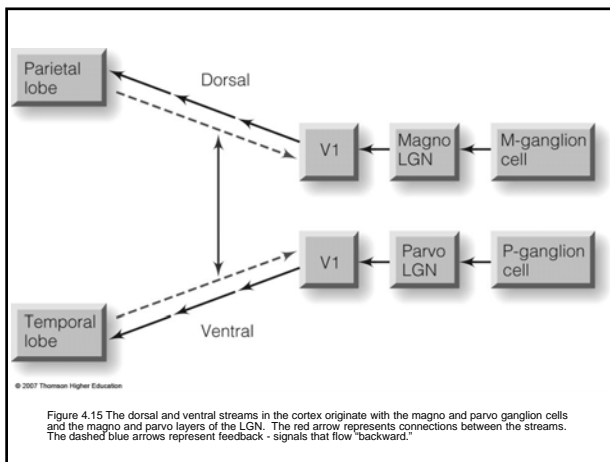 Parietal
lobe
Dorsal
V1
Magno
LGN
M-ganglion
cell
V1
Parvo
LGN
P-ganglion
cell
Temporal
lobe
Ventral
© 2007 Thomson Higher Education
Figure 4.15 The dorsal and ventral streams in the cortex originate with the magno and parvo ganglion cells
and the magno and parvo layers of the LGN. The red arrow represents connections between the streams.
The dashed blue arrows represent feedback - signals that flow “backward.”